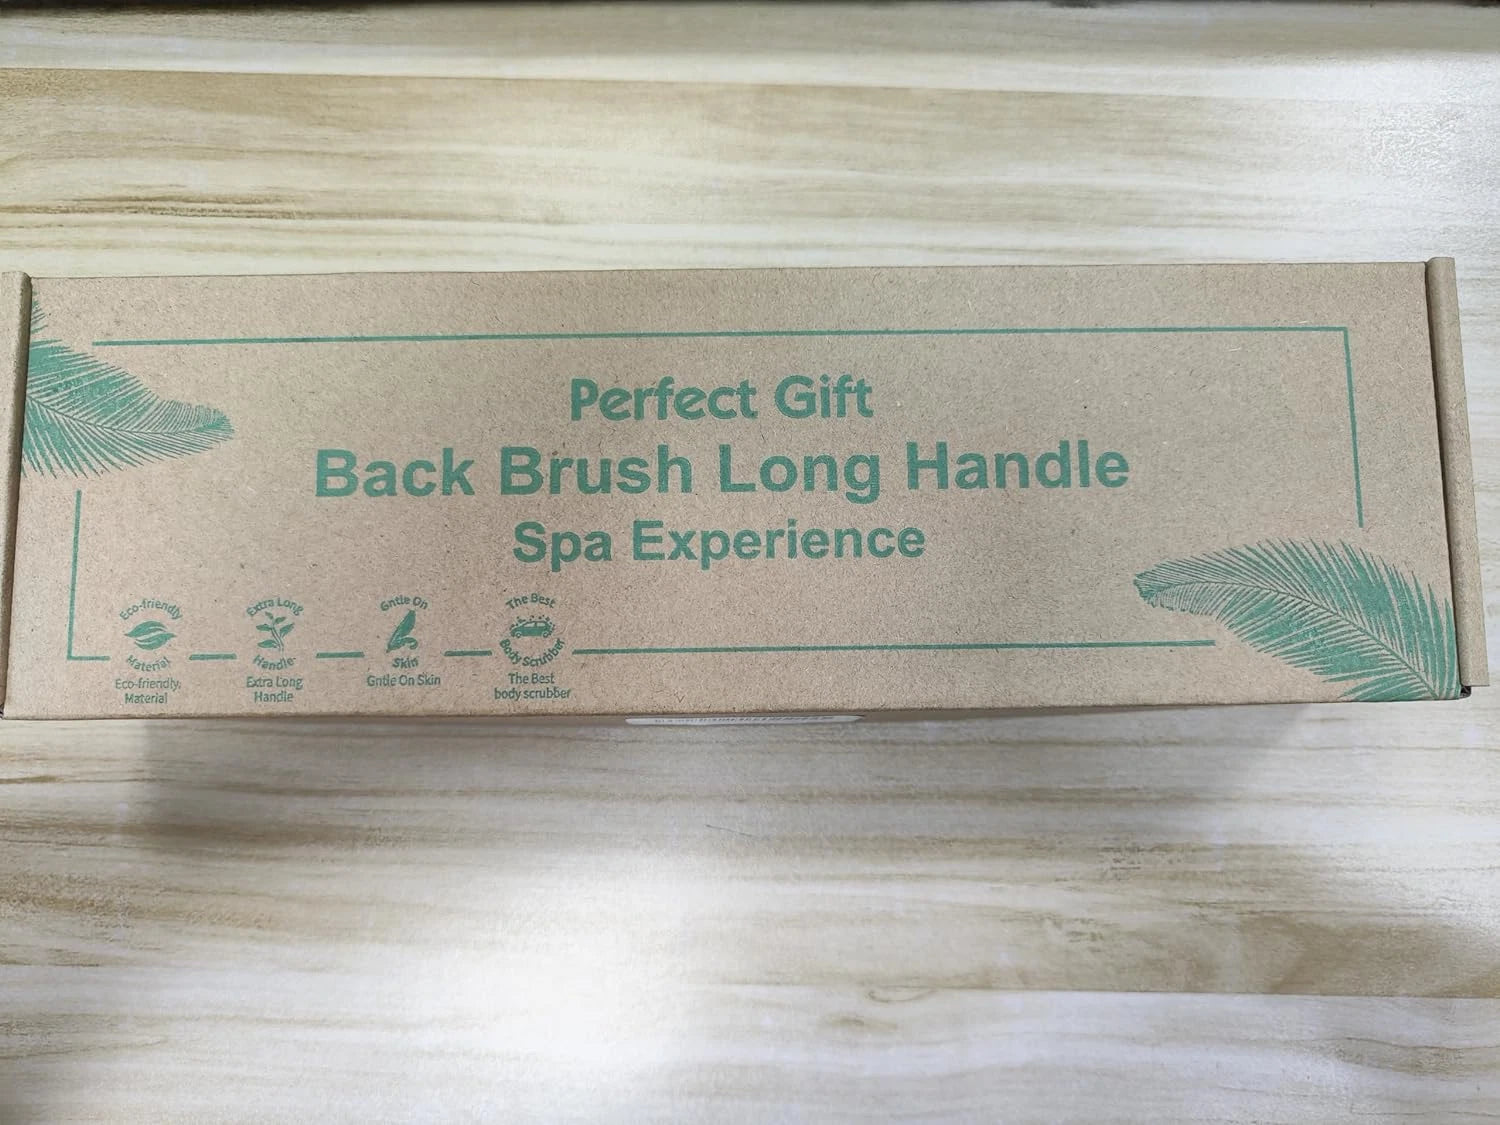 Perfect Gift
Back Brush Long Handle
Spa Experience
Eco-friendly
Material
Eco-friendly
Material
Extra Long
Handle
Extra Long
Handle
Gntle On
Skin
Gntle On Skin
The Best
Body Scrubber
The Best
body scrubber